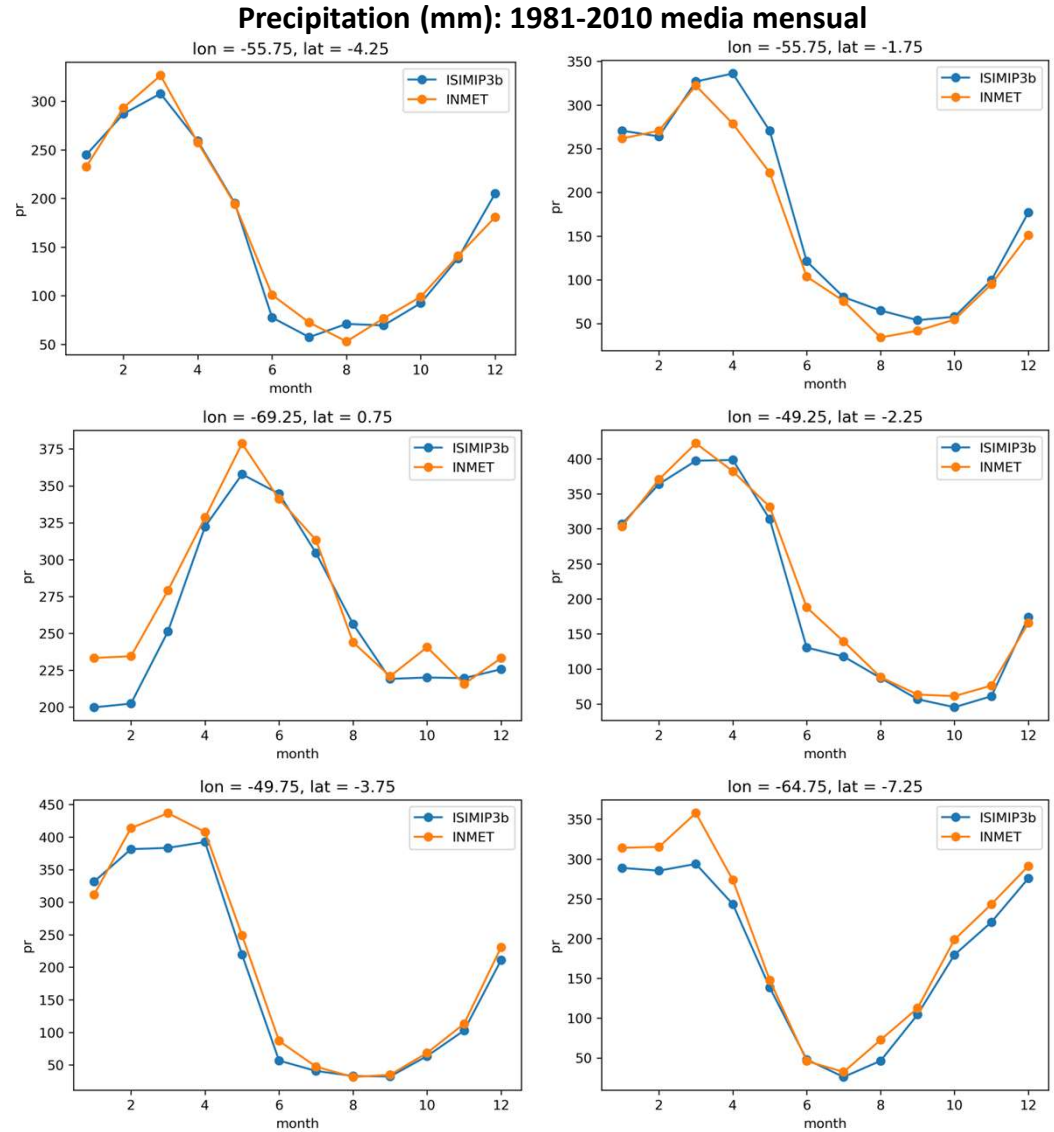 Precipitation (mm): 1981-2010 media mensual
lon = -55.75, lat = -4.25
ISIMIP3b
INMET
300
250
200
150
100
50
pr
2 4 6 8 10 12
month
lon = -55.75, lat = -1.75
ISIMIP3b
INMET
350
300
250
200
150
100
50
pr
2 4 6 8 10 12
month
lon = -69.25, lat = 0.75
ISIMIP3b
INMET
375
350
325
300
275
250
225
200
pr
2 4 6 8 10 12
month
lon = -49.25, lat = -2.25
ISIMIP3b
INMET
400
350
300
250
200
150
100
50
pr
2 4 6 8 10 12
month
lon = -49.75, lat = -3.75
ISIMIP3b
INMET
450
400
350
300
250
200
150
100
50
pr
2 4 6 8 10 12
month
lon = -64.75, lat = -7.25
ISIMIP3b
INMET
350
300
250
200
150
100
50
pr
2 4 6 8 10 12
month